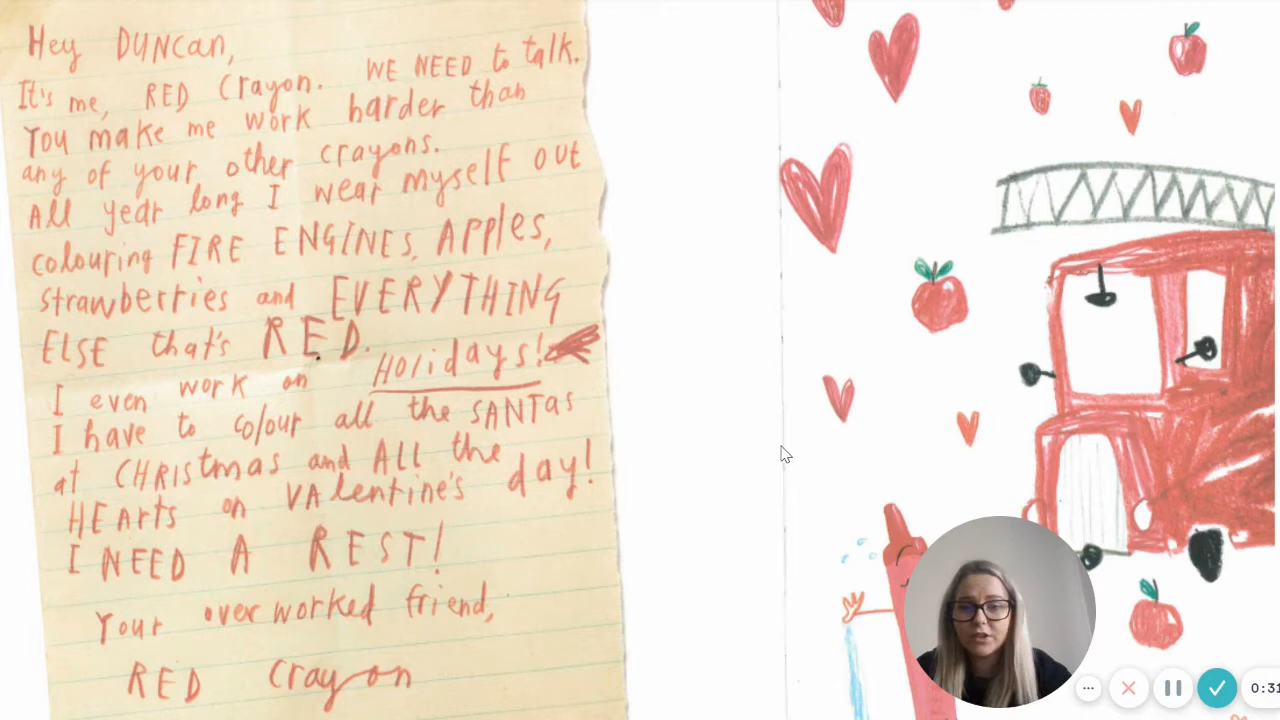 Hey DUNCan,
It's me, RED Crayon. WE NEED to talk.
You make me work harder than
any of your other crayons.
All year long I wear myself out
colouring FIRE ENGINES, APPles,
strawberries and EVERYTHING
ELSE that's RED.
I even work on HOlidays!
I have to colour all the SANTas
at CHRIStmas and ALL the
HEArts on VAlentine's day!
I NEED A REST!
Your overworked friend,
RED Crayon
0:31